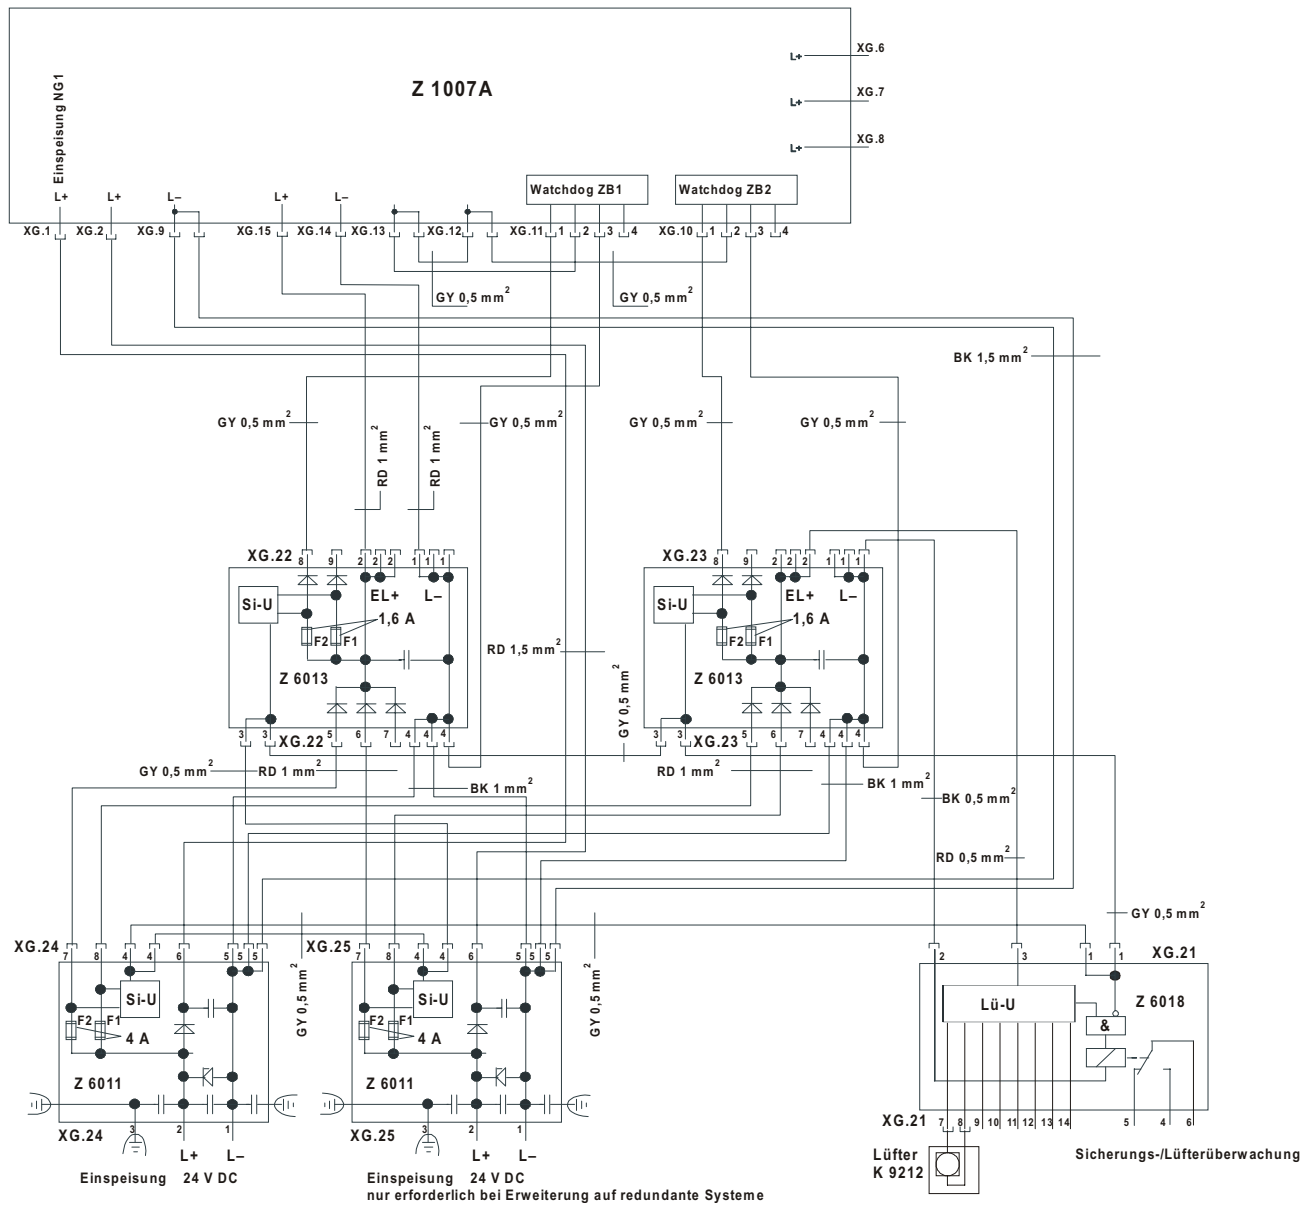 XG.6
L+
Z 1007A
Einspeisung NG1
XG.7
L+
XG.8
L+
Watchdog ZB1
Watchdog ZB2
L+ L+ L– L+ L–
XG.1 XG.2 XG.9 XG.15 XG.14 XG.13 XG.12 XG.11 1 2 3 4 XG.10 1 2 3 4
GY 0,5 mm2
GY 0,5 mm2
BK 1,5 mm2
GY 0,5 mm2
RD 1 mm2
RD 1 mm2
GY 0,5 mm2
GY 0,5 mm2
GY 0,5 mm2
XG.22 8 9 2 2 2 1 1 1
XG.23 8 9 2 2 2 1 1 1
Si-U EL+ L–
Si-U EL+ L–
1,6 A
1,6 A
F2 F1
F2 F1
RD 1,5 mm2
Z 6013
Z 6013
GY 0,5 mm2
3 3 XG.22 5 6 7 4 4 4
3 3 XG.23 5 6 7 4 4 4
GY 0,5 mm2 RD 1 mm2
RD 1 mm2
BK 1 mm2
BK 1 mm2
BK 0,5 mm2
RD 0,5 mm2
GY 0,5 mm2
XG.24 7 8 4 4 6 5 5 5
XG.25 7 8 4 4 6 5 5 5
2 3 1 1 XG.21
GY 0,5 mm2
GY 0,5 mm2
Si-U
Si-U
Lü-U
Z 6018
F2 F1
F2 F1
&
4 A
4 A
Z 6011
Z 6011
XG.24 3 2 1
XG.25 3 2 1
XG.21 7 8 9 10 11 12 13 14 5 4 6
L+ L–
L+ L–
Lüfter
K 9212
Sicherungs-/Lüfterüberwachung
Einspeisung 24 V DC
Einspeisung 24 V DC
nur erforderlich bei Erweiterung auf redundante Systeme